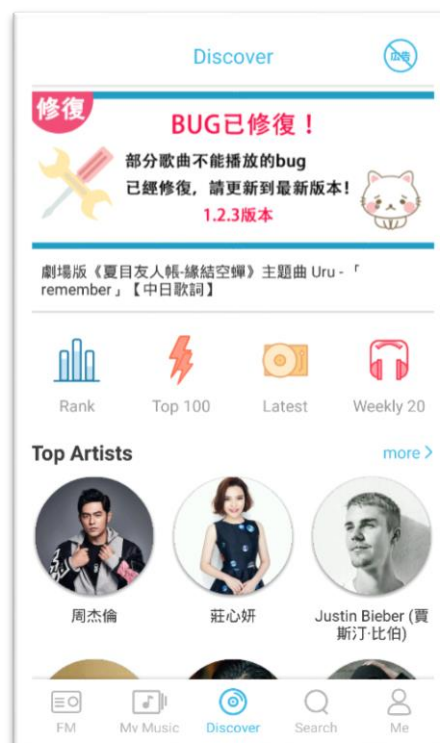 Discover
広告
修復
BUG已修復！
部分歌曲不能播放的bug
已經修復，請更新到最新版本！
1.2.3版本
劇場版《夏目友人帳-緣結空蟬》主題曲 Uru -「
remember」【中日歌詞】
Rank
Top 100
Latest
Weekly 20
Top Artists
more >
周杰倫
莊心妍
Justin Bieber (賈
斯汀·比伯)
FM
My Music
Discover
Search
Me